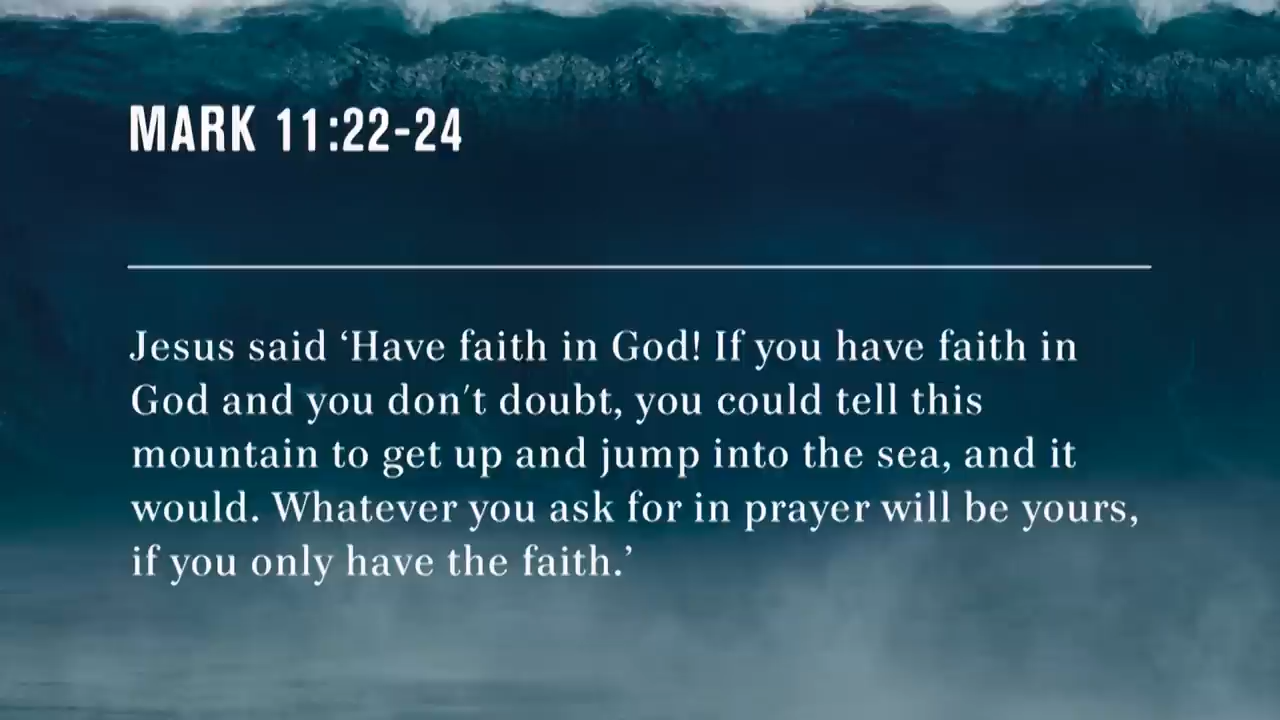 MARK 11:22-24
Jesus said ‘Have faith in God! If you have faith in
God and you don't doubt, you could tell this
mountain to get up and jump into the sea, and it
would. Whatever you ask for in prayer will be yours,
if you only have the faith.’